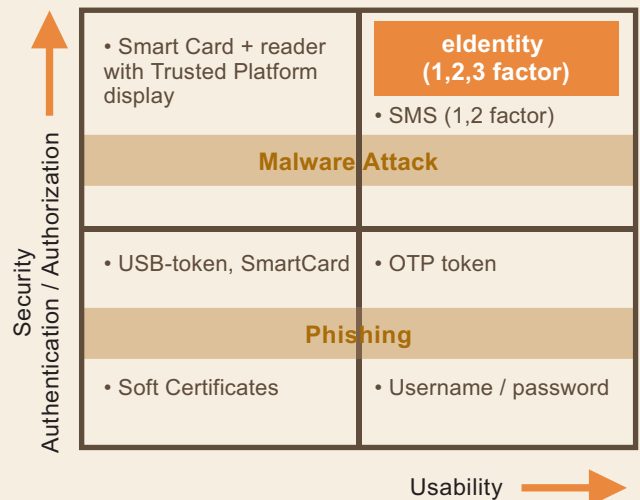 • Smart Card + reader
with Trusted Platform
display
eIdentity
(1,2,3 factor)
• SMS (1,2 factor)
Malware Attack
• USB-token, SmartCard
• OTP token
Phishing
• Soft Certificates
• Username / password
Security
Authentication / Authorization
Usability